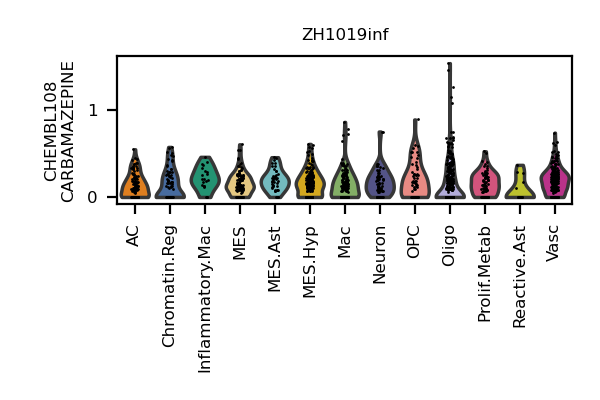 ZH1019inf
CHEMBL108
CARBAMAZEPINE
1
0
AC
Chromatin.Reg
Inflammatory.Mac
MES
MES.Ast
MES.Hyp
Mac
Neuron
OPC
Oligo
Prolif.Metab
Reactive.Ast
Vasc